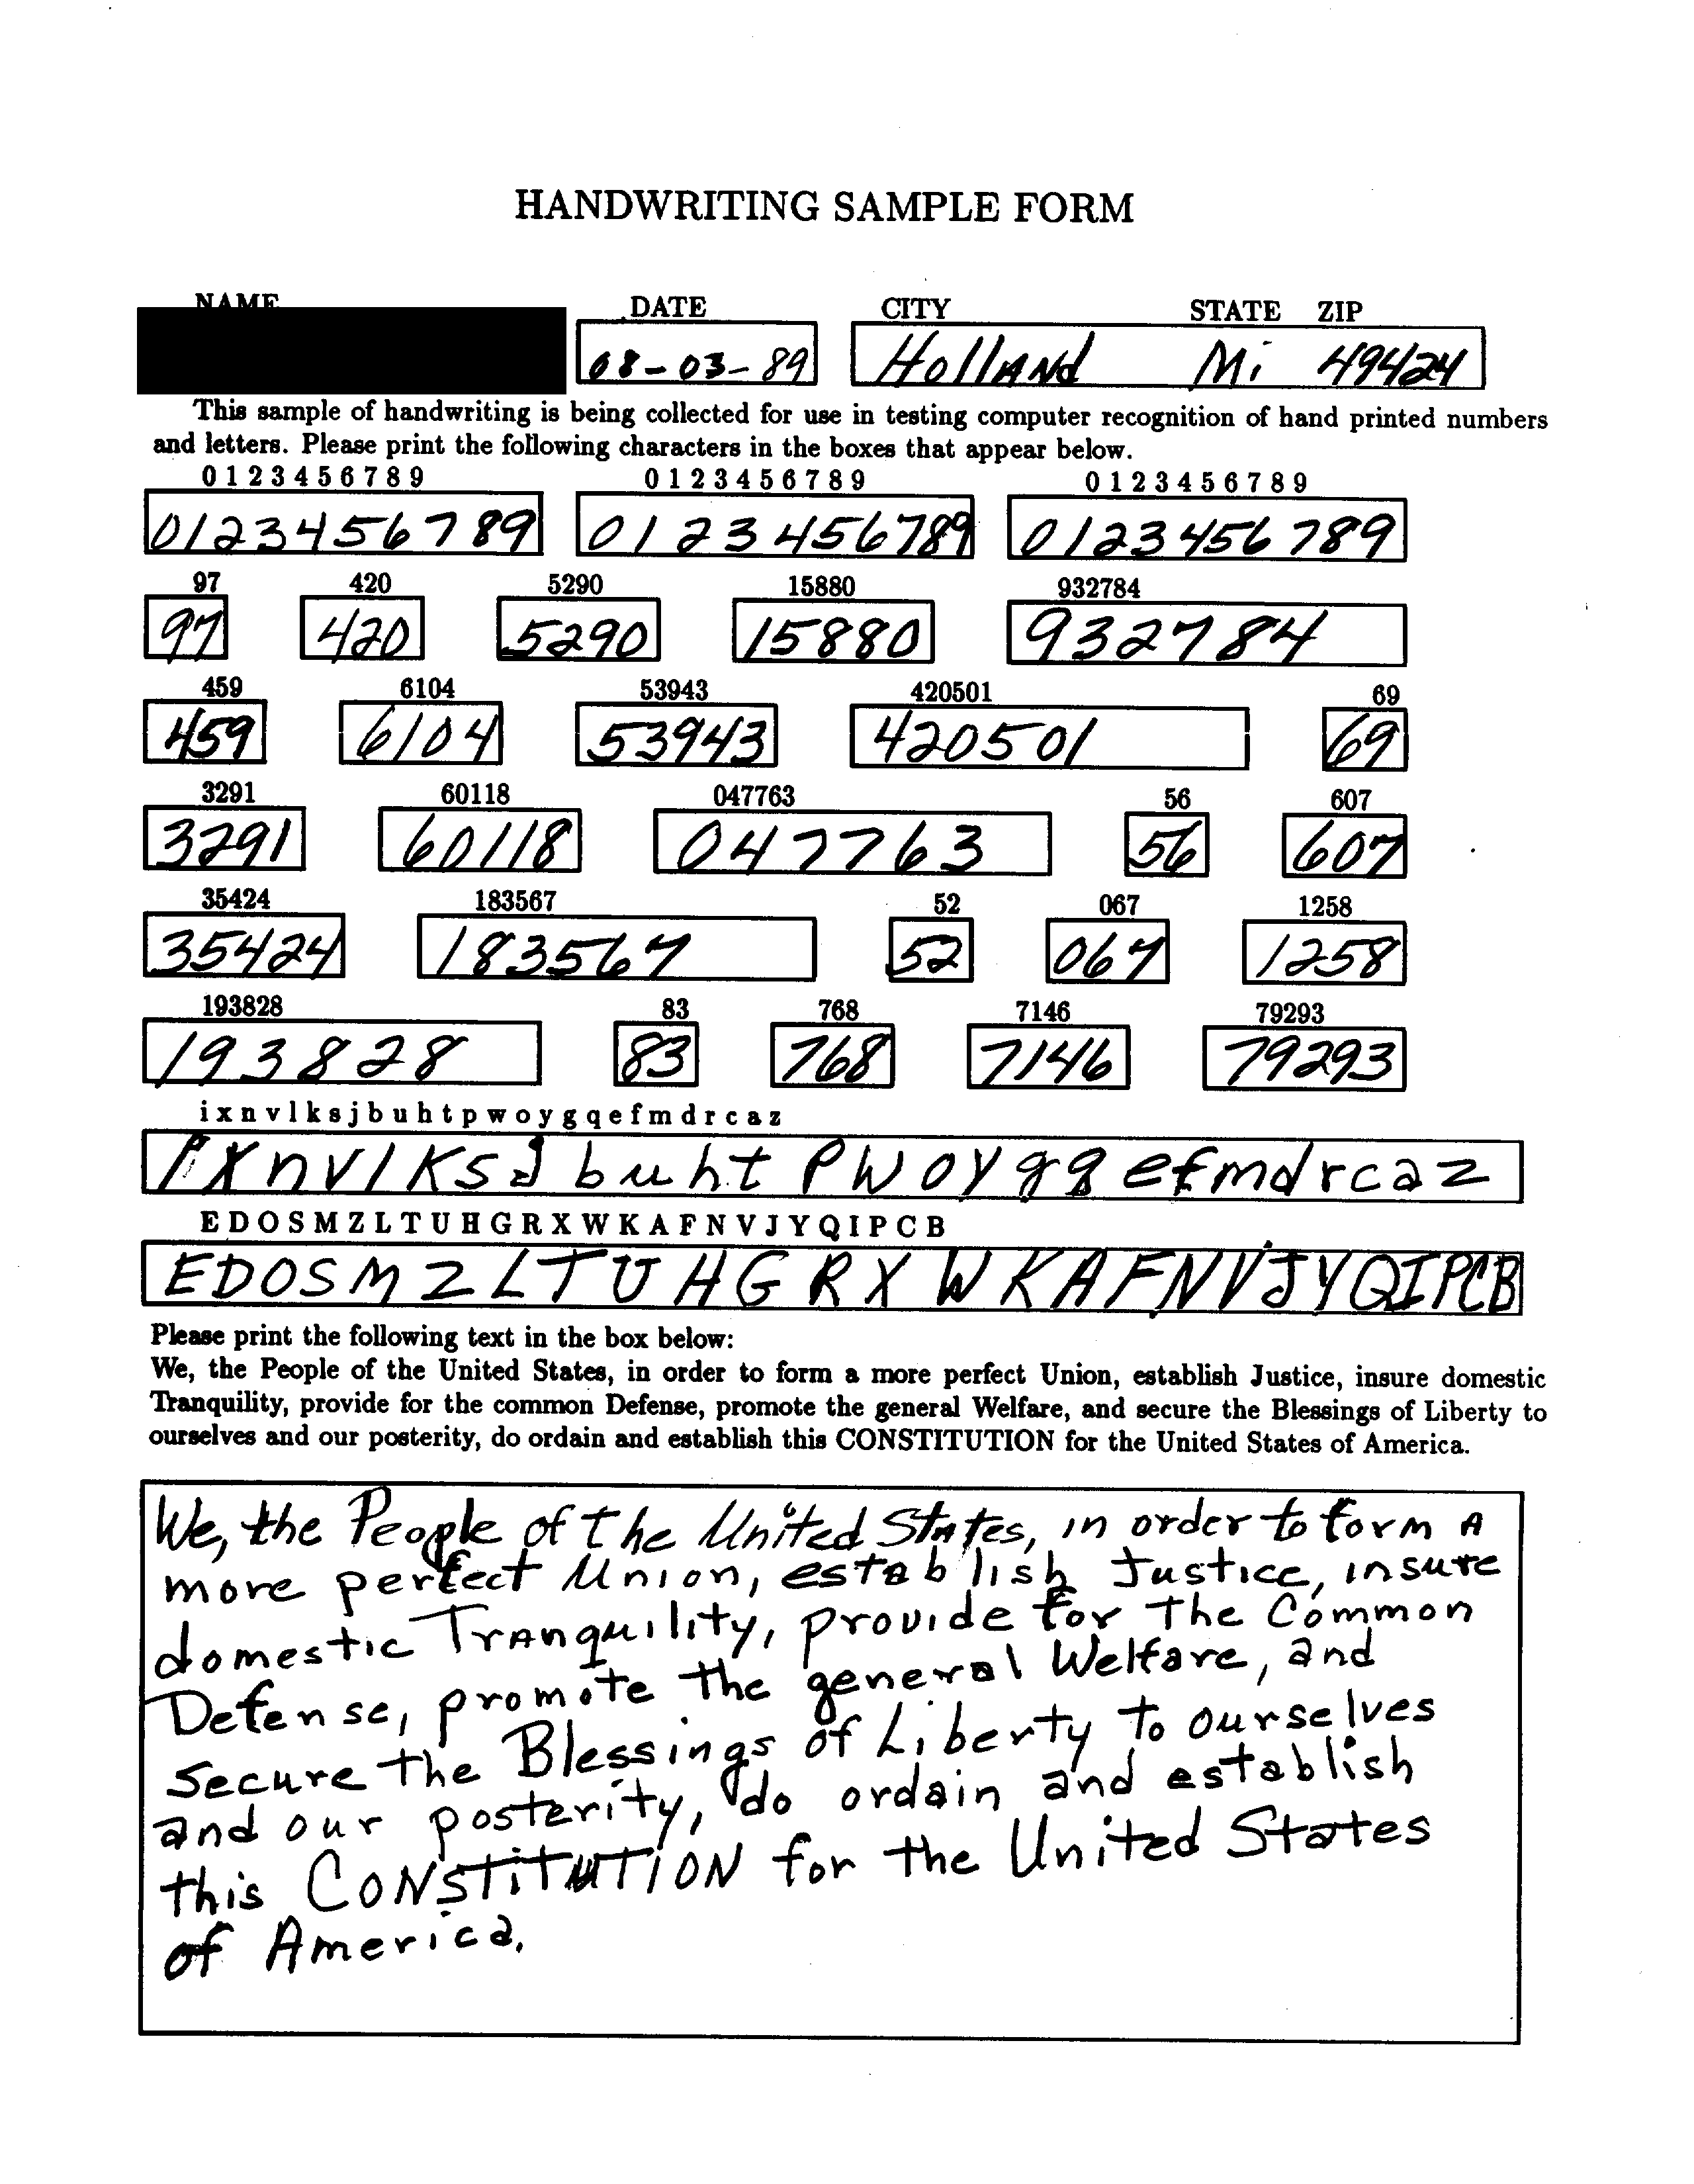 HANDWRITING SAMPLE FORM
NAME DATE CITY STATE ZIP
08-03-89 HollANd Mi 49424
This sample of handwriting is being collected for use in testing computer recognition of hand printed numbers
and letters. Please print the following characters in the boxes that appear below.
0 1 2 3 4 5 6 7 8 9 0 1 2 3 4 5 6 7 8 9 0 1 2 3 4 5 6 7 8 9
0123456789 0123456789 0123456789
97 420 5290 15880 932784
97 420 5290 15880 932784
459 6104 53943 420501 69
459 6104 53943 420501 69
3291 60118 047763 56 607
3291 60118 047763 56 607
35424 183567 52 067 1258
35424 183567 52 067 1258
193828 83 768 7146 79293
193828 83 768 7146 79293
i x n v l k s j b u h t p w o y g q e f m d r c a z
i X n V l K S J b u h t P W O Y g q e f m d r c a z
E D O S M Z L T U H G R X W K A F N V J Y Q I P C B
E D O S M Z L T U H G R X W K A F N V J Y Q I P C B
Please print the following text in the box below:
We, the People of the United States, in order to form a more perfect Union, establish Justice, insure domestic
Tranquility, provide for the common Defense, promote the general Welfare, and secure the Blessings of Liberty to
ourselves and our posterity, do ordain and establish this CONSTITUTION for the United States of America.
We, the People of the United States, in order to form A
more perfect Union, establish Justice, insure
domestic Tranquility, provide for The Common
Defense, promote the general Welfare, and
Secure the Blessings of Liberty to ourselves
and our posterity, do ordain and establish
this CONSTiTUTiON for the United States
of America.